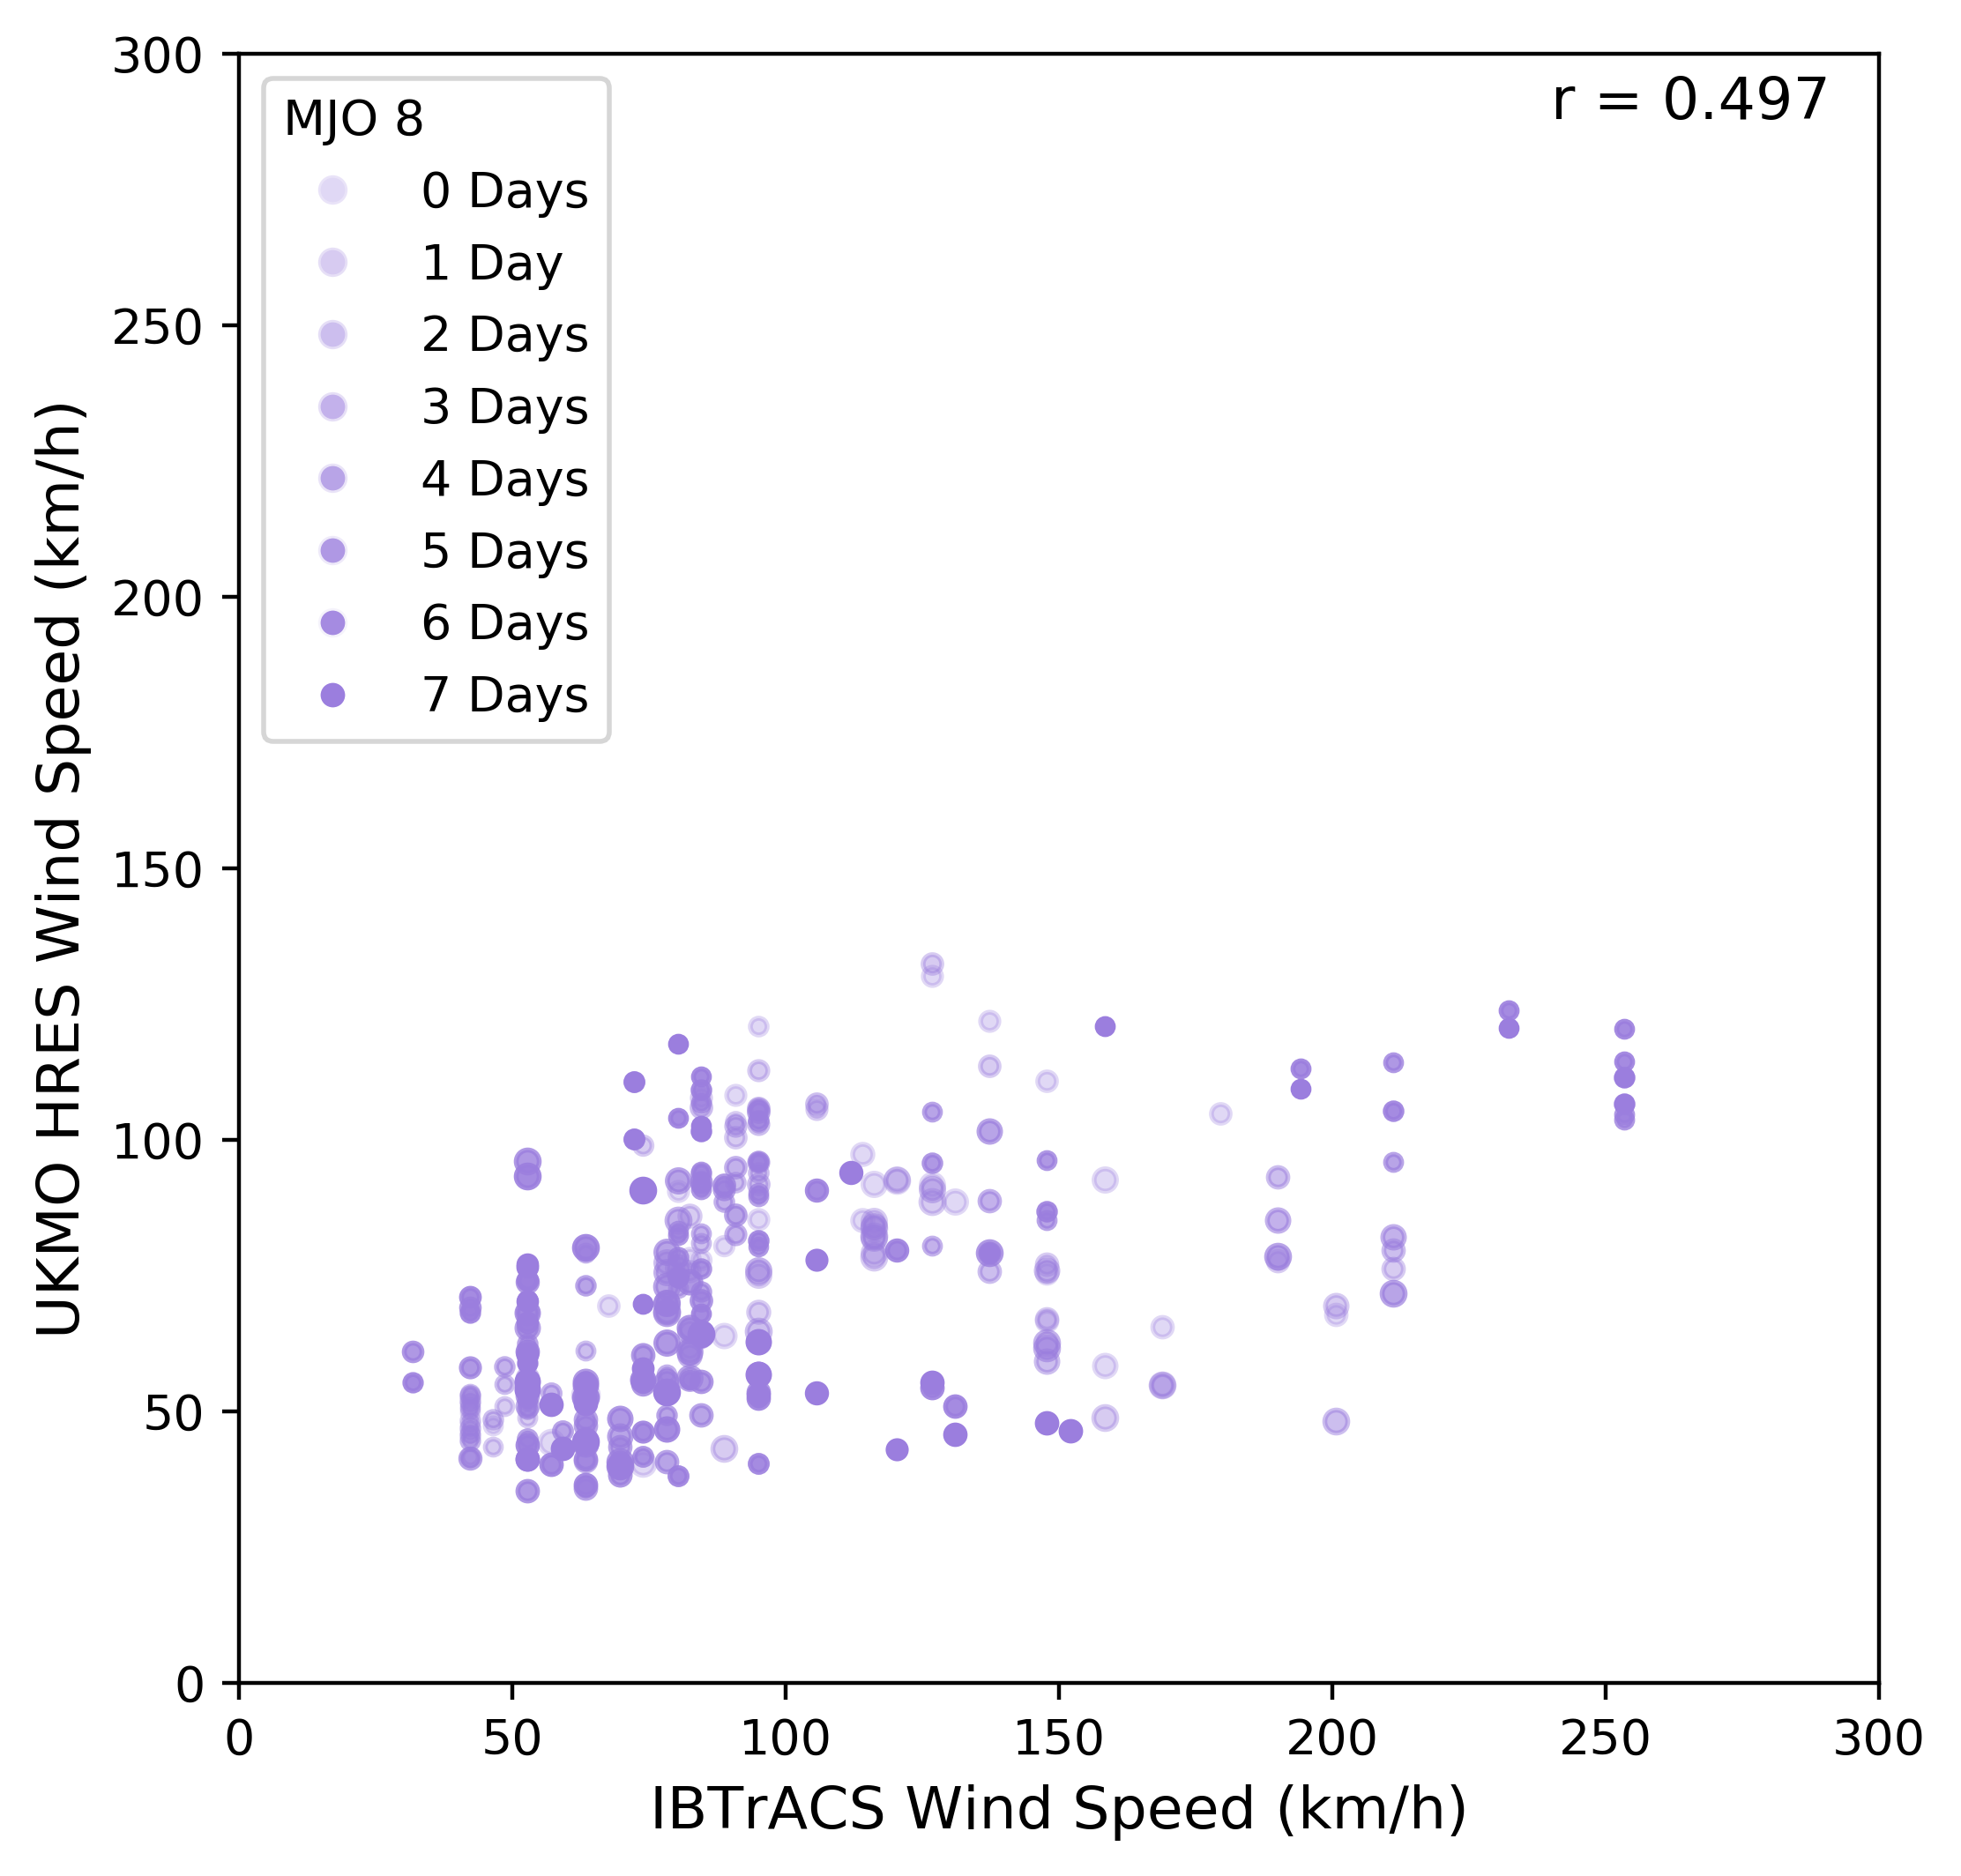 r = 0.497
MJO 8
0 Days
1 Day
2 Days
3 Days
4 Days
5 Days
6 Days
7 Days
UKMO HRES Wind Speed (km/h)
300
250
200
150
100
50
0
0 50 100 150 200 250 300
IBTrACS Wind Speed (km/h)